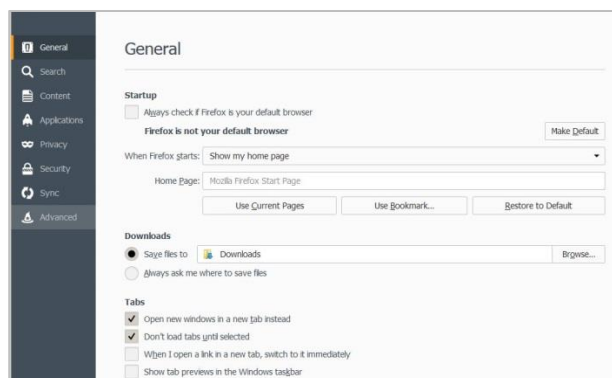 General
Search
Content
Applications
Privacy
Security
Sync
Advanced
General
Startup
Always check if Firefox is your default browser
Firefox is not your default browser
Make Default
When Firefox starts: Show my home page
Home Page: Mozilla Firefox Start Page
Use Current Pages Use Bookmark... Restore to Default
Downloads
Save files to Downloads Browse...
Always ask me where to save files
Tabs
Open new windows in a new tab instead
Don't load tabs until selected
When I open a link in a new tab, switch to it immediately
Show tab previews in the Windows taskbar